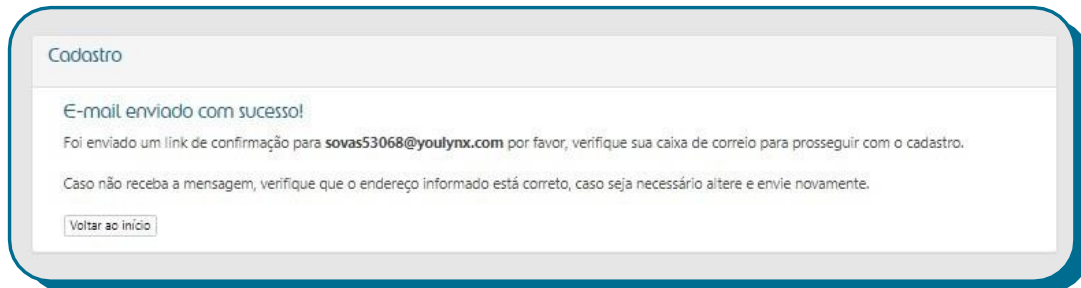 Cadastro
E-mail enviado com sucesso!
Foi enviado um link de confirmação para sovas53068@youlynx.com por favor, verifique sua caixa de correio para prosseguir com o cadastro.
Caso não receba a mensagem, verifique que o endereço informado está correto, caso seja necessário altere e envie novamente.
Voltar ao início